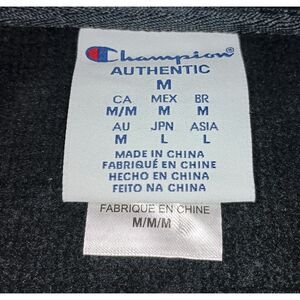 Champion®
AUTHENTIC
M
CA MEX BR
M/M M M
AU JPN ASIA
M L L
MADE IN CHINA
FABRIQUÉ EN CHINE
HECHO EN CHINA
FEITO NA CHINA
FABRIQUE EN CHINE
M/M/M